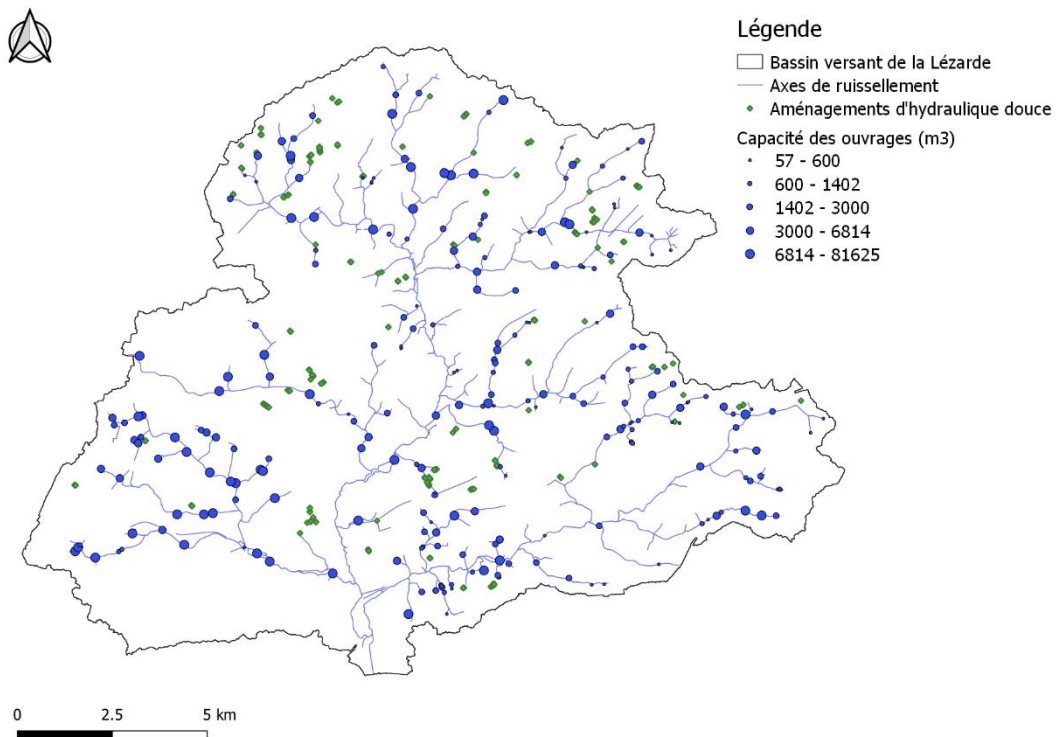 Légende
Bassin versant de la Lézarde
Axes de ruissellement
Aménagements d'hydraulique douce
Capacité des ouvrages (m3)
57 - 600
600 - 1402
1402 - 3000
3000 - 6814
6814 - 81625
0 2.5 5 km